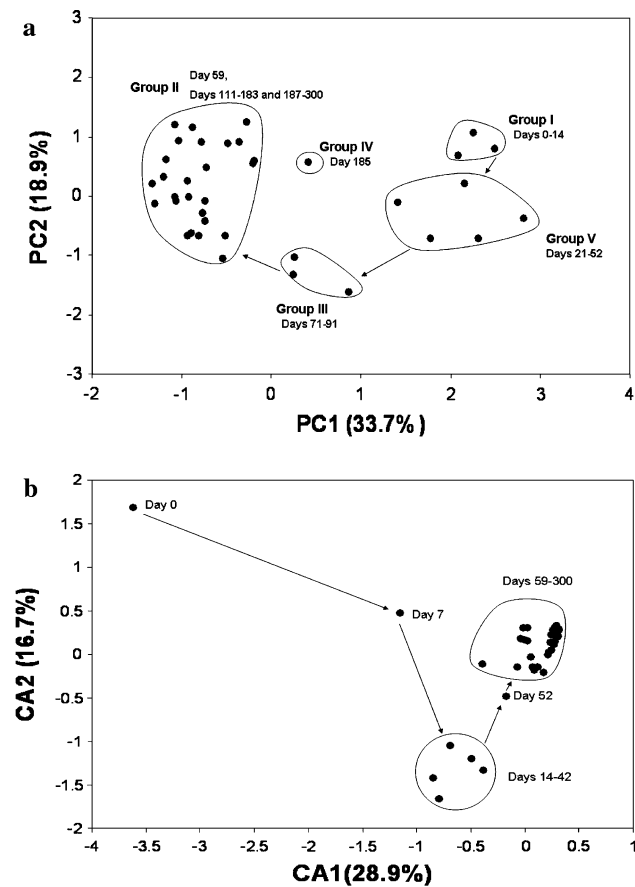 a
3
2
1
0
-1
-2
-3
PC2 (18.9%)
Group II
Day 59,
Days 111-183 and 187-300
Group IV
Day 185
Group I
Days 0-14
Group V
Days 21-52
Group III
Days 71-91
-2
-1
0
1
2
3
4
PC1 (33.7%)
b
2
1.5
1
0.5
0
-0.5
-1
-1.5
-2
CA2 (16.7%)
Day 0
Day 7
Days 59-300
Day 52
Days 14-42
-4
-3.5
-3
-2.5
-2
-1.5
-1
-0.5
0
0.5
1
CA1(28.9%)